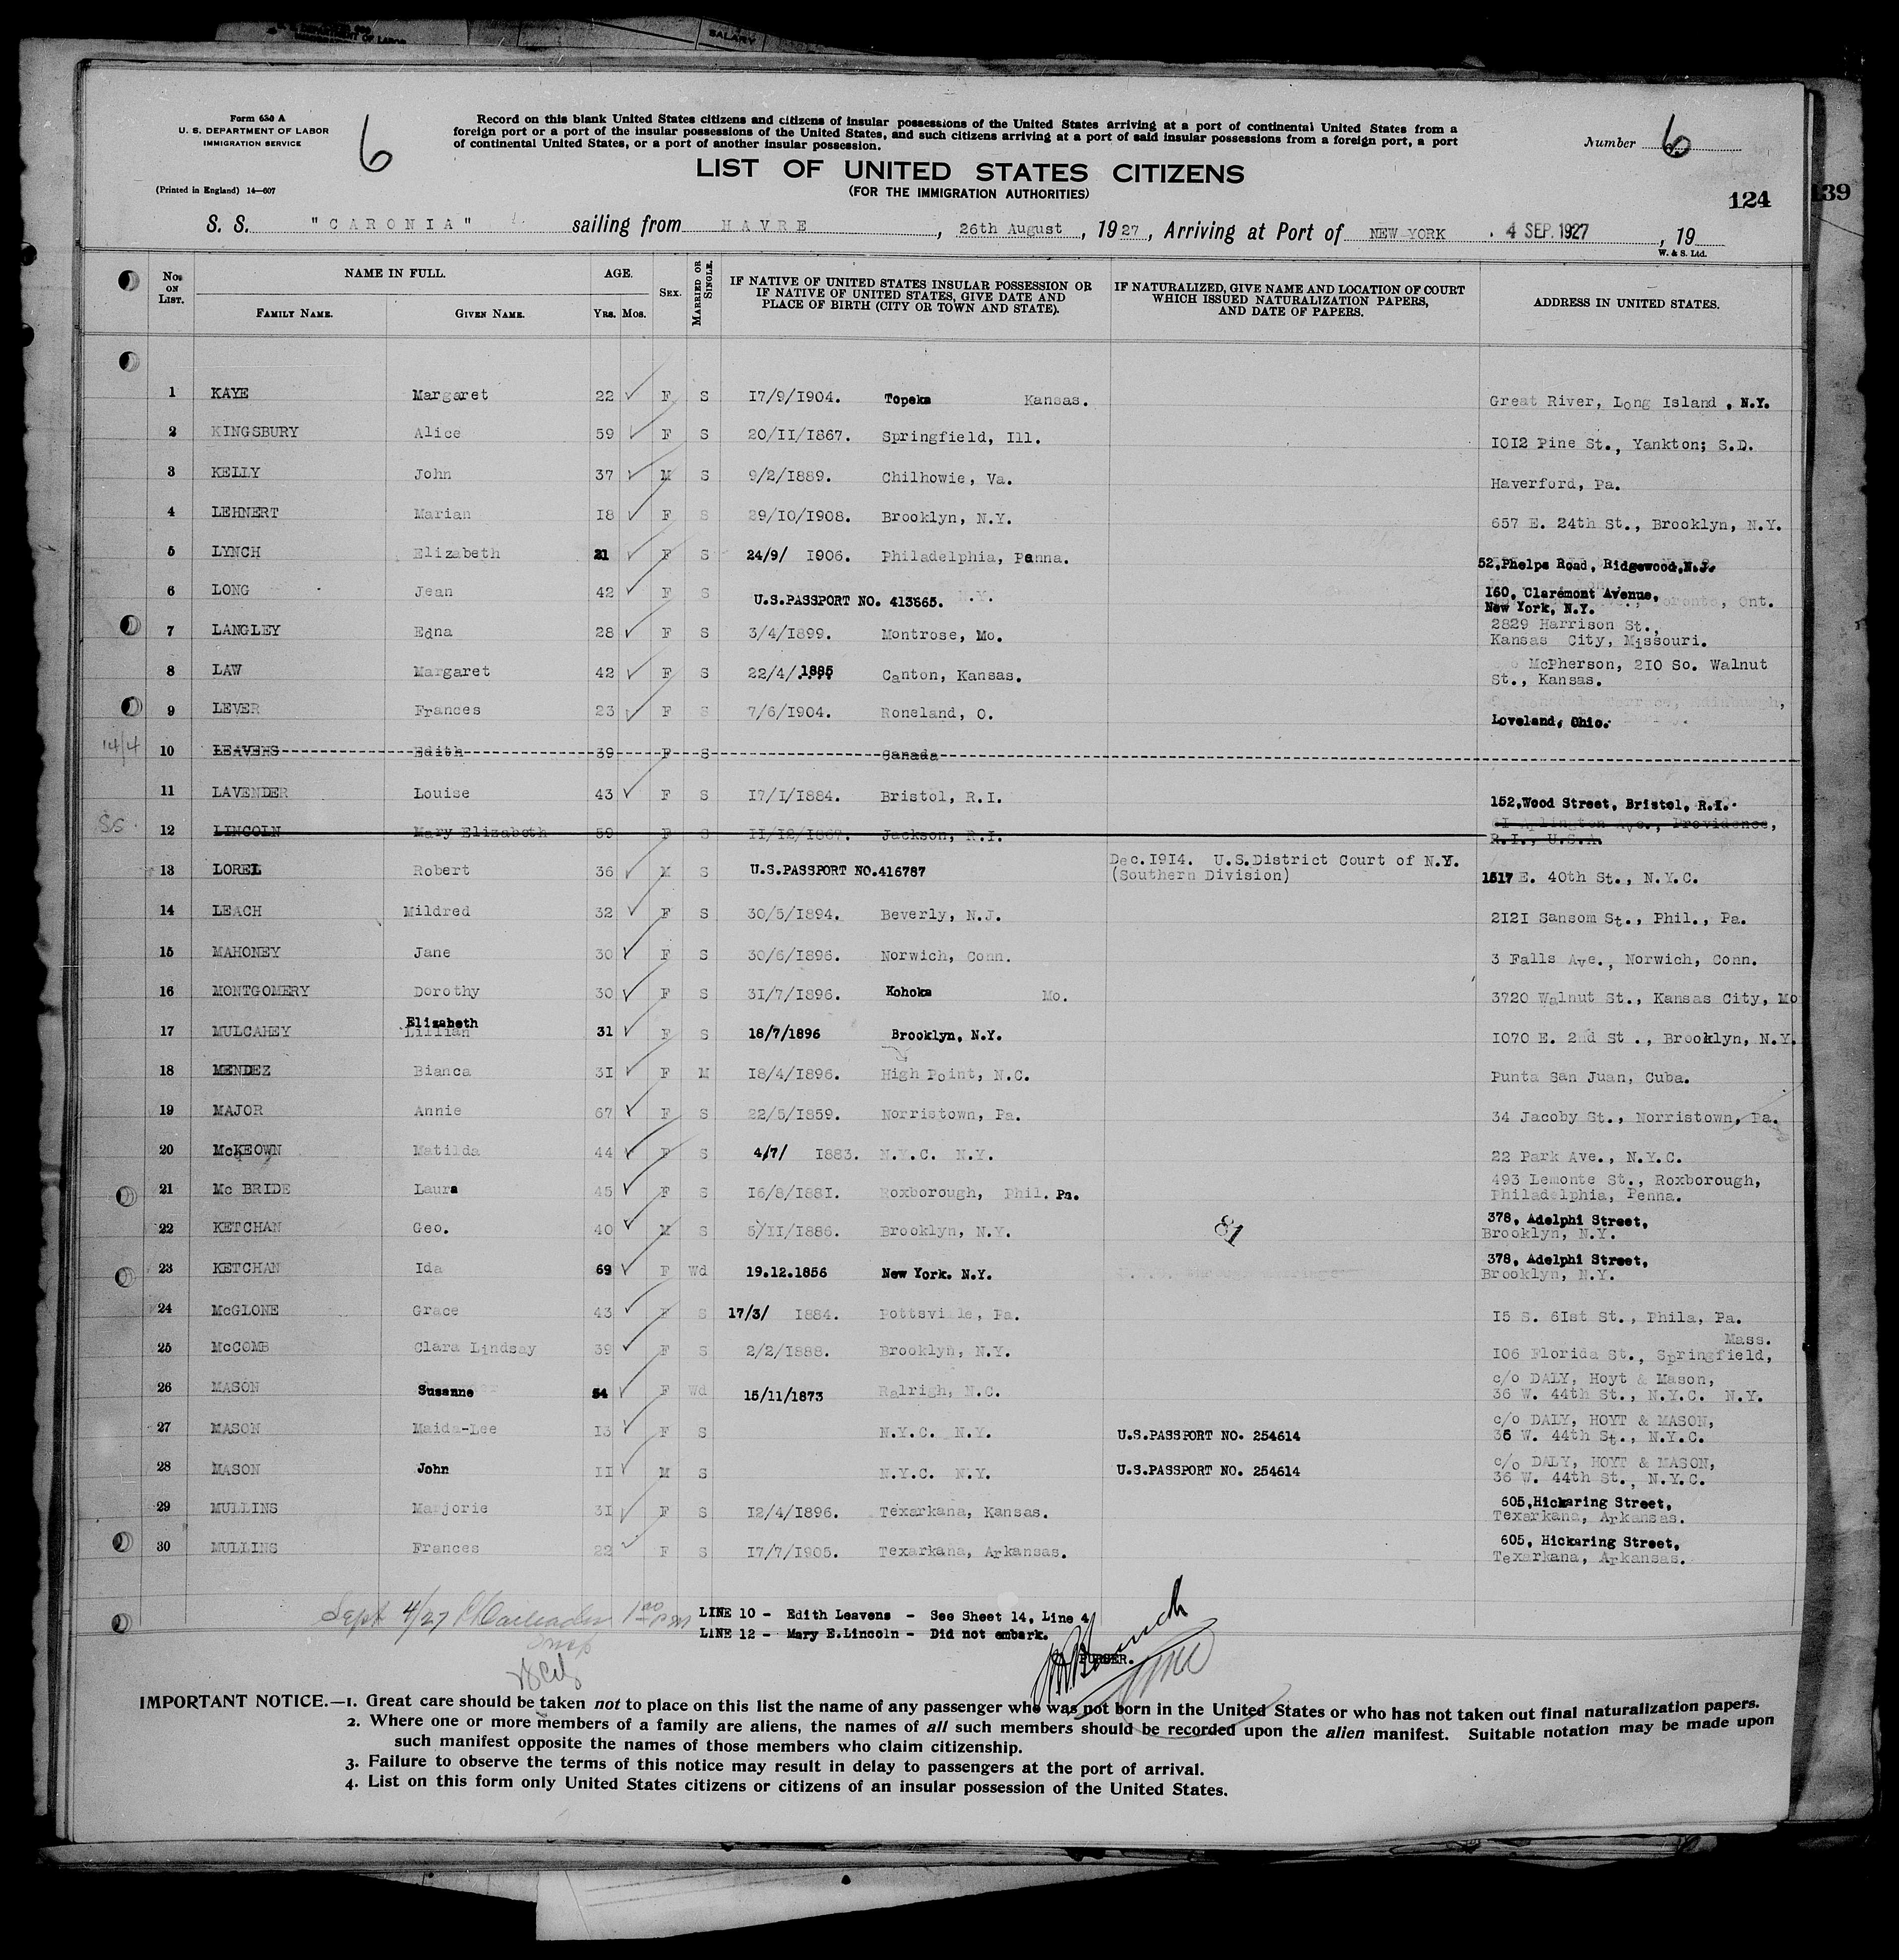 SALARY
Form 630 A
U. S. DEPARTMENT OF LABOR
IMMIGRATION SERVICE
(Printed in England) 14—607
6
Record on this blank United States citizens and citizens of insular possessions of the United States arriving at a port of continental United States from a
foreign port or a port of the insular possessions of the United States, and such citizens arriving at a port of said insular possessions from a foreign port, a port
of continental United States, or a port of another insular possession.
Number 6
LIST OF UNITED STATES CITIZENS
(FOR THE IMMIGRATION AUTHORITIES)
124
139
S. S. "CARONIA" sailing from HAVRE, 26th August, 1927, Arriving at Port of NEW YORK . 4 SEP. 1927, 19
W. & S. Ltd.
No. ON LIST. NAME IN FULL. FAMILY NAME. GIVEN NAME. AGE. YRS. MOS. SEX. MARRIED OR SINGLE. IF NATIVE OF UNITED STATES INSULAR POSSESSION OR IF NATIVE OF UNITED STATES, GIVE DATE AND PLACE OF BIRTH (CITY OR TOWN AND STATE). IF NATURALIZED, GIVE NAME AND LOCATION OF COURT WHICH ISSUED NATURALIZATION PAPERS, AND DATE OF PAPERS. ADDRESS IN UNITED STATES.
1 KAYE Margaret 22 F S 17/9/1904. Topeka Kansas. Great River, Long Island, N.Y.
2 KINGSBURY Alice 59 F S 20/11/1867. Springfield, Ill. 1012 Pine St., Yankton; S.D.
3 KELLY John 37 M S 9/2/1889. Chilhowie, Va. Haverford, Pa.
4 LEHNERT Marian 18 F S 29/10/1908. Brooklyn, N.Y. 657 E. 24th St., Brooklyn, N.Y.
5 LYNCH Elizabeth 21 F S 24/9/ 1906. Philadelphia, Penna. 52,Phelps Road, Ridgewood,N.J.
6 LONG Jean 42 F S U.S.PASSPORT NO. 413665. N.Y. 160, Claremont Avenue, New York, N.Y. Toronto, Ont.
7 LANGLEY Edna 28 F S 3/4/1899. Montrose, Mo. 2829 Harrison St., Kansas City, Missouri.
8 LAW Margaret 42 F S 22/4/ 1885 Canton, Kansas. McPherson, 210 So. Walnut St., Kansas.
9 LEVER Frances 23 F S 7/6/1904. Roneland, O. Loveland, Ohio.
14/4 10 LEAVENS Edith 39 F S Canada
11 LAVENDER Louise 43 F S 17/1/1884. Bristol, R.I. 152,Wood Street, Bristol, R.I.
12 LINCOLN Mary Elizabeth 59 F S 11/12/1867. Jackson, R.I. Arlington Ave., Providence, R.I., U.S.A.
13 LOREL Robert 36 M S U.S.PASSPORT NO.416787 Dec.1914. U.S.District Court of N.Y. (Southern Division) 1517 E. 40th St., N.Y.C.
14 LEACH Mildred 32 F S 30/5/1894. Beverly, N.J. 2121 Sansom St., Phil., Pa.
15 MAHONEY Jane 30 F S 30/6/1896. Norwich, Conn. 3 Falls Ave., Norwich, Conn.
16 MONTGOMERY Dorothy 30 F S 31/7/1896. Kohoka Mo. 3720 Walnut St., Kansas City, Mo
17 MULCAHEY Elizabeth Lillian 31 F S 18/7/1896 Brooklyn, N.Y. 1070 E. 2nd St ., Brooklyn, N.Y.
18 MENDEZ Bianca 31 F M 18/4/1896. High Point, N.C. Punta San Juan, Cuba.
19 MAJOR Annie 67 F S 22/5/1859. Norristown, Pa. 34 Jacoby St., Norristown, Pa.
20 McKEOWN Matilda 44 F S 4/7/ 1883. N.Y.C. N.Y. 22 Park Ave., N.Y.C.
21 Mc BRIDE Laura 45 F S 16/8/1881. Roxborough, Phil. Pa. 493 Lemonte St., Roxborough, Philadelphia, Penna.
22 KETCHAN Geo. 40 M S 5/11/1886. Brooklyn, N.Y. 81 378, Adelphi Street, Brooklyn, N.Y.
23 KETCHAN Ida 69 F Wd 19.12.1856 New York. N.Y. 378, Adelphi Street, Brooklyn, N.Y.
24 McGLONE Grace 43 F S 17/3/ 1884. Pottsville, Pa. 15 S. 61st St., Phila, Pa.
25 McCOMB Clara Lindsay 39 F S 2/2/1888. Brooklyn, N.Y. 106 Florida St., Springfield, Mass.
26 MASON Susanne 54 F Wd 15/11/1873 Ralrigh, N.C. c/o DALY, Hoyt & Mason, 36 W. 44th St., N.Y.C. N.Y.
27 MASON Maida-Lee 13 F S N.Y.C. N.Y. U.S.PASSPORT NO. 254614 c/o DALY, HOYT & MASON, 36 W. 44th St., N.Y.C.
28 MASON John 11 M S N.Y.C. N.Y. U.S.PASSPORT NO. 254614 c/o DALY, HOYT & MASON, 36 W. 44th St., N.Y.C.
29 MULLINS Marjorie 31 F S 12/4/1896. Texarkana, Kansas. 605,Hickering Street, Texarkana, Arkansas.
30 MULLINS Frances 22 F S 17/7/1905. Texarkana, Arkansas. 605, Hickering Street, Texarkana, Arkansas.
Sept 4/27
LINE 10 - Edith Leavens - See Sheet 14, Line 4
LINE 12 - Mary E.Lincoln - Did not embark.
PURSER.
IMPORTANT NOTICE.—1. Great care should be taken not to place on this list the name of any passenger who was not born in the United States or who has not taken out final naturalization papers.
2. Where one or more members of a family are aliens, the names of all such members should be recorded upon the alien manifest. Suitable notation may be made upon
such manifest opposite the names of those members who claim citizenship.
3. Failure to observe the terms of this notice may result in delay to passengers at the port of arrival.
4. List on this form only United States citizens or citizens of an insular possession of the United States.